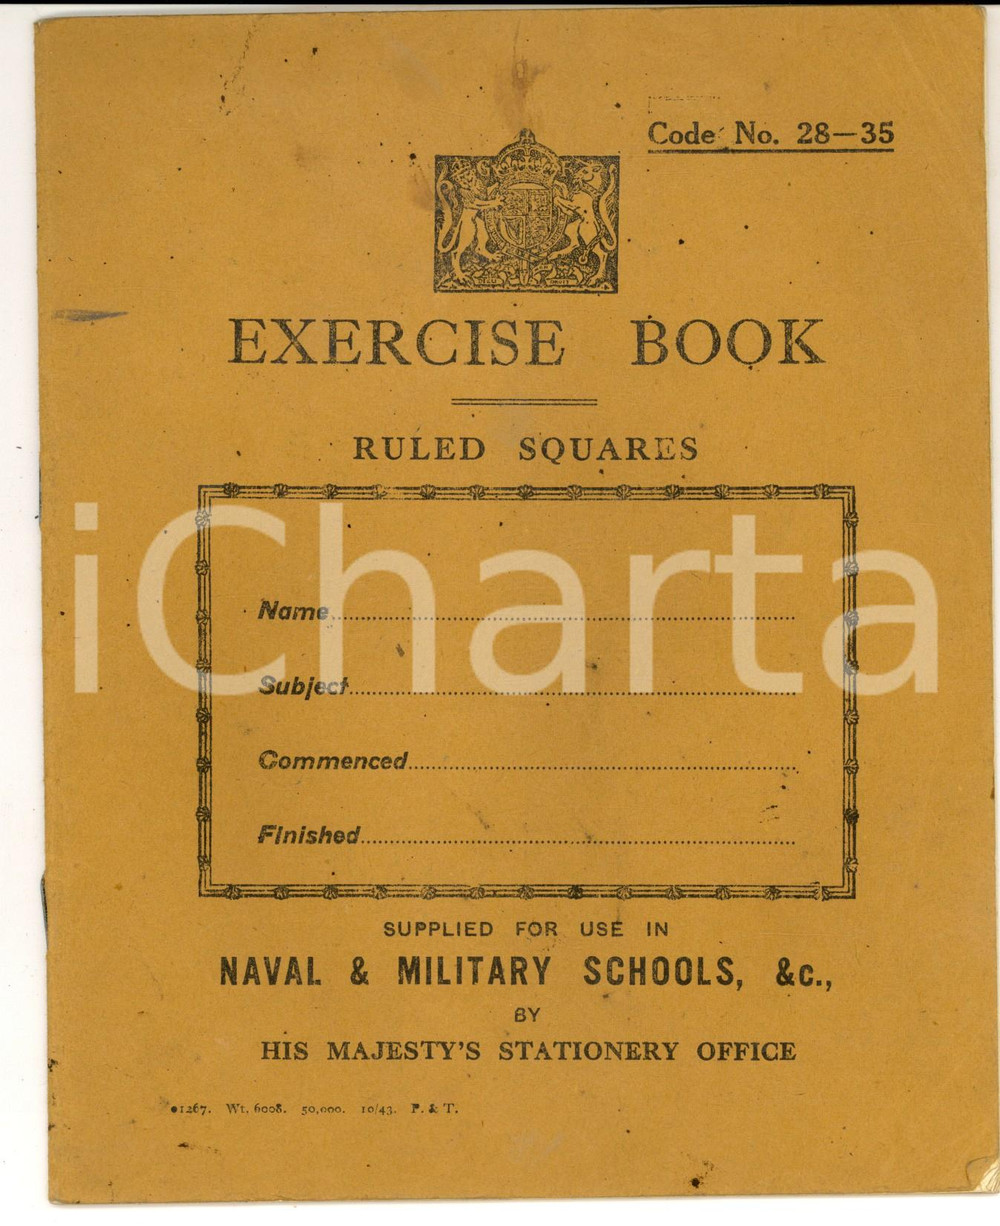 Code No. 28—35
EXERCISE BOOK
RULED SQUARES
iCharta
Name
Subject
Commenced
Finished
SUPPLIED FOR USE IN
NAVAL & MILITARY SCHOOLS, &c.,
BY
HIS MAJESTY'S STATIONERY OFFICE
•1267. Wt. 6008. 50,000. 10/43. P. & T.